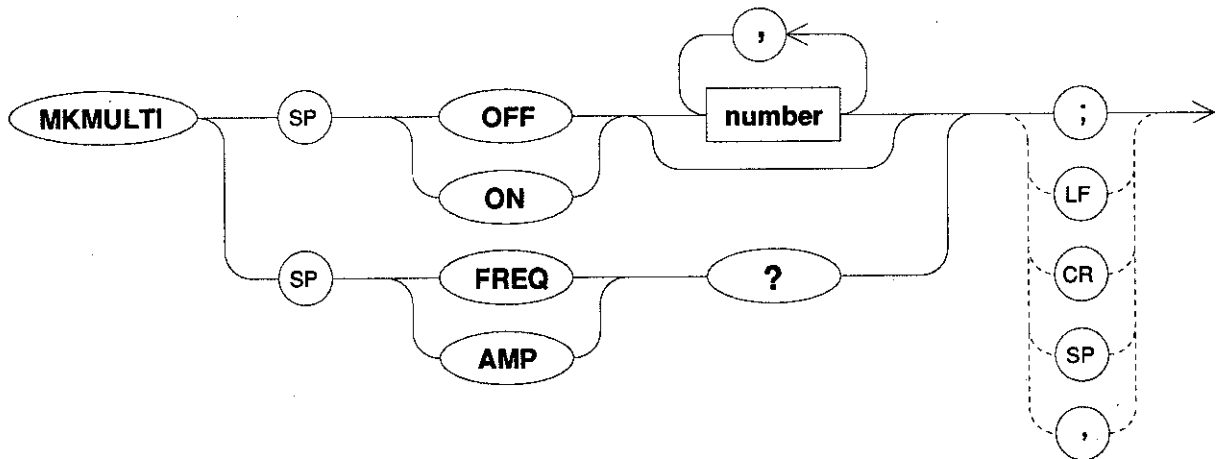 ,
MKMULTI SP OFF number ;
ON LF
SP FREQ ? CR
AMP SP
,